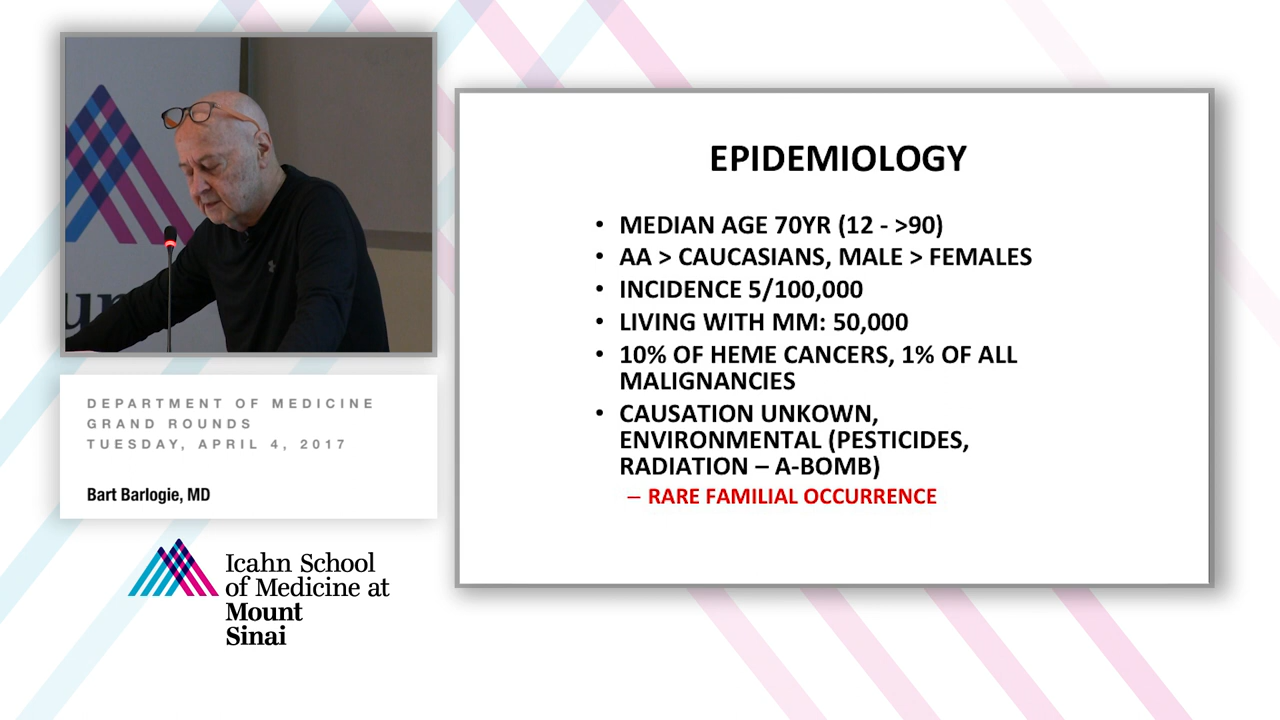 EPIDEMIOLOGY
• MEDIAN AGE 70YR (12 - >90)
• AA > CAUCASIANS, MALE > FEMALES
• INCIDENCE 5/100,000
• LIVING WITH MM: 50,000
• 10% OF HEME CANCERS, 1% OF ALL
MALIGNANCIES
• CAUSATION UNKOWN,
ENVIRONMENTAL (PESTICIDES,
RADIATION – A-BOMB)
– RARE FAMILIAL OCCURRENCE
DEPARTMENT OF MEDICINE
GRAND ROUNDS
TUESDAY, APRIL 4, 2017
Bart Barlogie, MD
Icahn School
of Medicine at
Mount
Sinai